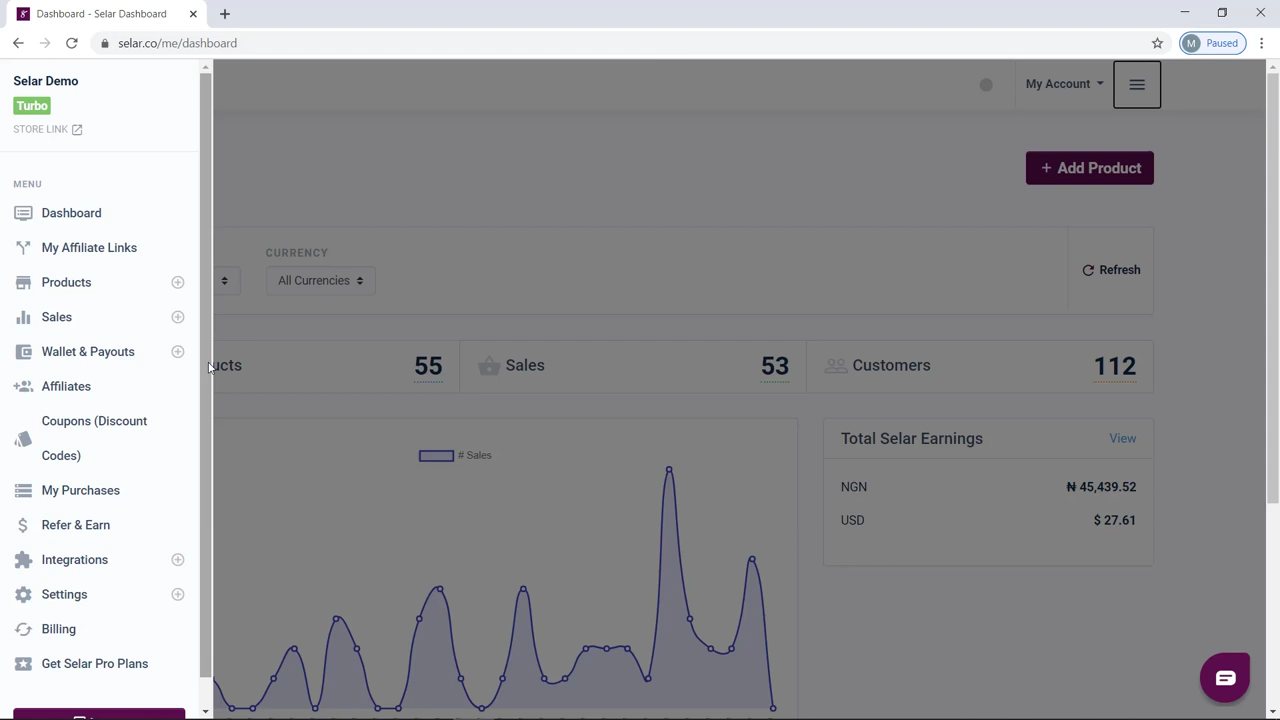 Dashboard - Selar Dashboard
selar.co/me/dashboard
M Paused
Selar Demo
Turbo
STORE LINK
MENU
Dashboard
My Affiliate Links
Products
Sales
Wallet & Payouts
Affiliates
Coupons (Discount
Codes)
My Purchases
Refer & Earn
Integrations
Settings
Billing
Get Selar Pro Plans
My Account
+ Add Product
CURRENCY
All Currencies
Refresh
ucts 55
Sales 53
Customers 112
# Sales
Total Selar Earnings View
NGN ₦ 45,439.52
USD $ 27.61